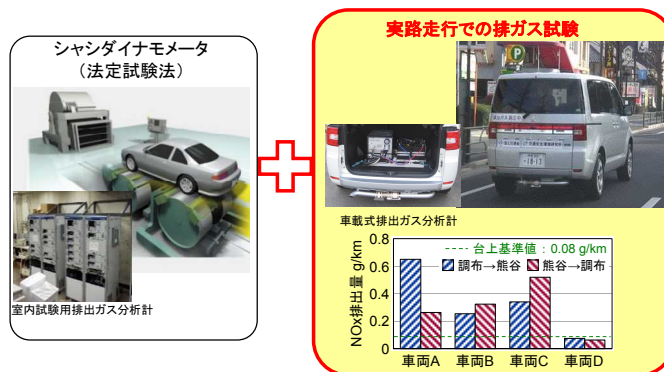 シャシダイナモメータ
(法定試験法)
室内試験用排出ガス分析計
実路走行での排ガス試験
車載式排出ガス分析計
NOx排出量 g/km
0.8
0.6
0.4
0.2
0
台上基準値：0.08 g/km
調布→熊谷 熊谷→調布
車両A 車両B 車両C 車両D